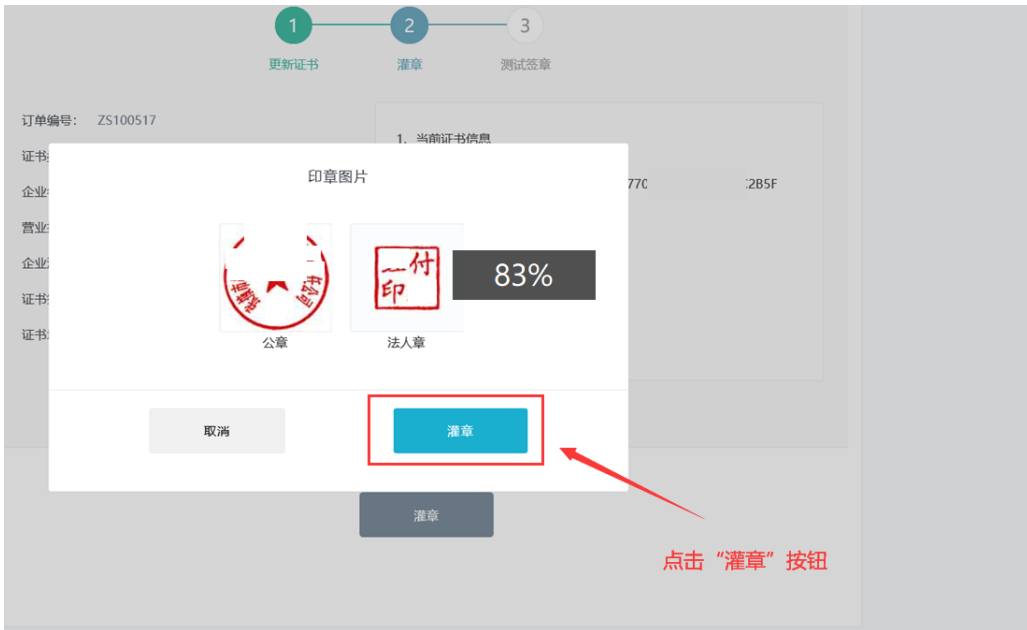 1
2
3
更新证书
灌章
测试签章
订单编号: ZS100517
1、当前证书信息
证书
企业
770
2B5F
营业
企业
证书
证书
印章图片
付
印
公司
83%
公章
法人章
取消
灌章
灌章
点击“灌章”按钮